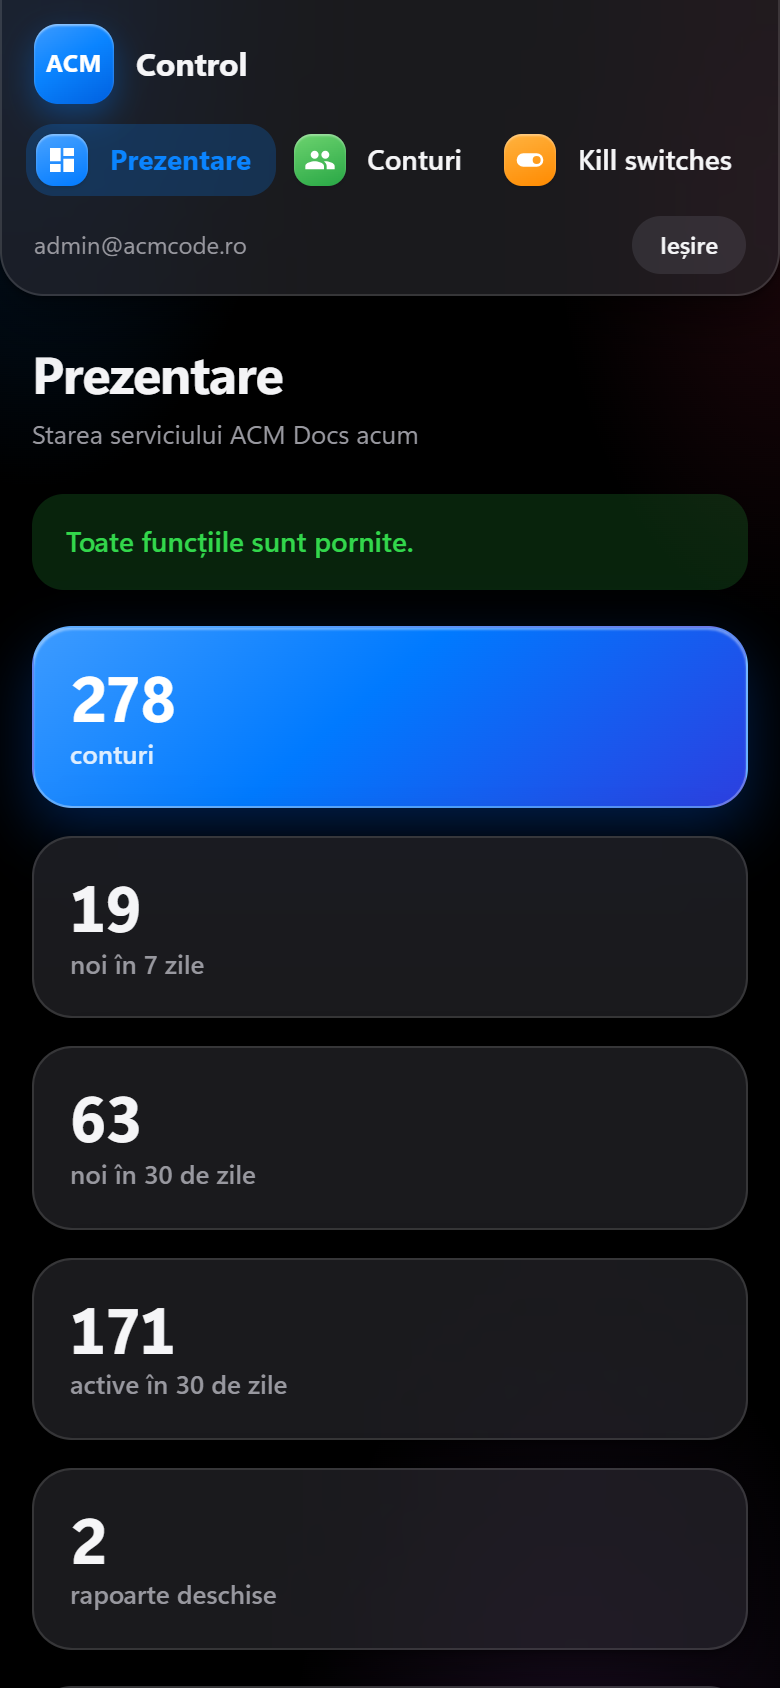 ACM Control
Prezentare Conturi Kill switches
admin@acmcode.ro Ieșire
Prezentare
Starea serviciului ACM Docs acum
Toate funcțiile sunt pornite.
278
conturi
19
noi în 7 zile
63
noi în 30 de zile
171
active în 30 de zile
2
rapoarte deschise